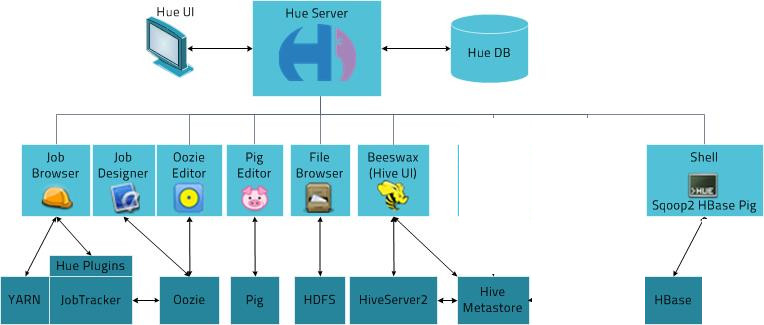 Hue UI
Hue Server
Hue DB
Job
Browser
Job
Designer
Oozie
Editor
Pig
Editor
File
Browser
Beeswax
(Hive UI)
Shell
>HUE
Sqoop2 HBase Pig
Hue Plugins
YARN
JobTracker
Oozie
Pig
HDFS
HiveServer2
Hive
Metastore
HBase